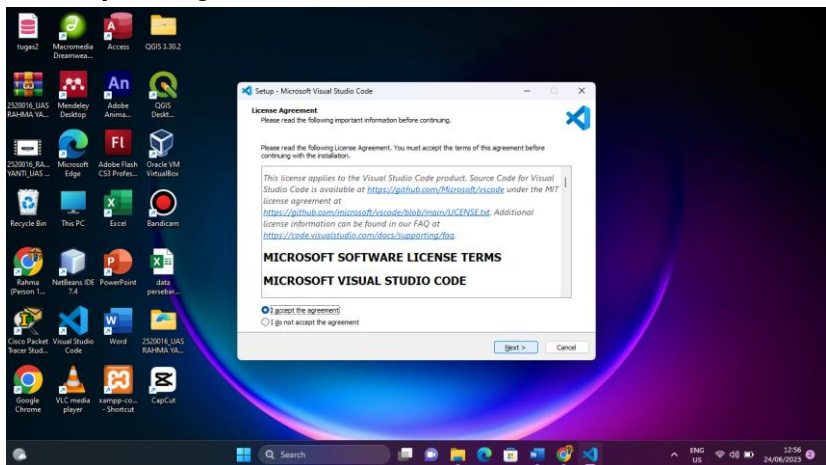 tugas2
Macromedia
Dreamwea...
Access
QGIS 3.30.2
2520016_UAS
RAHMA YA...
Mendeley
Desktop
Adobe
Anima...
QGIS
Deskt...
2520016_RA...
YANTI_UAS ...
Microsoft
Edge
Adobe Flash
CS3 Profes...
Oracle VM
VirtualBox
Recycle Bin
This PC
Excel
Bandicam
Rahma
(Person 1...
NetBeans IDE
7.4
PowerPoint
data
persebar...
Cisco Packet
Tracer Stud...
Visual Studio
Code
Word
2520016_UAS
RAHMA YA...
Google
Chrome
VLC media
player
xampp-co...
- Shortcut
CapCut
Setup - Microsoft Visual Studio Code
License Agreement
Please read the following important information before continuing.
Please read the following License Agreement. You must accept the terms of this agreement before
continuing with the installation.
This license applies to the Visual Studio Code product. Source Code for Visual
Studio Code is available at https://github.com/Microsoft/vscode under the MIT
license agreement at
https://github.com/microsoft/vscode/blob/main/LICENSE.txt. Additional
license information can be found in our FAQ at
https://code.visualstudio.com/docs/supporting/faq.
MICROSOFT SOFTWARE LICENSE TERMS
MICROSOFT VISUAL STUDIO CODE
I accept the agreement
I do not accept the agreement
Next >
Cancel
Search
ENG
US
12:56
24/06/2023